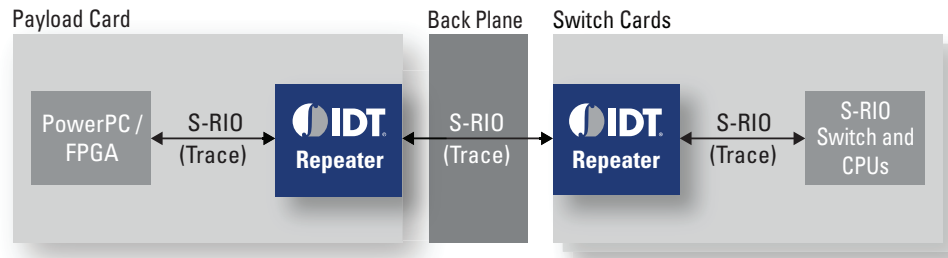 Payload Card
Back Plane
Switch Cards
PowerPC /
FPGA
S-RIO
(Trace)
IDT.
Repeater
S-RIO
(Trace)
IDT.
Repeater
S-RIO
(Trace)
S-RIO
Switch and
CPUs